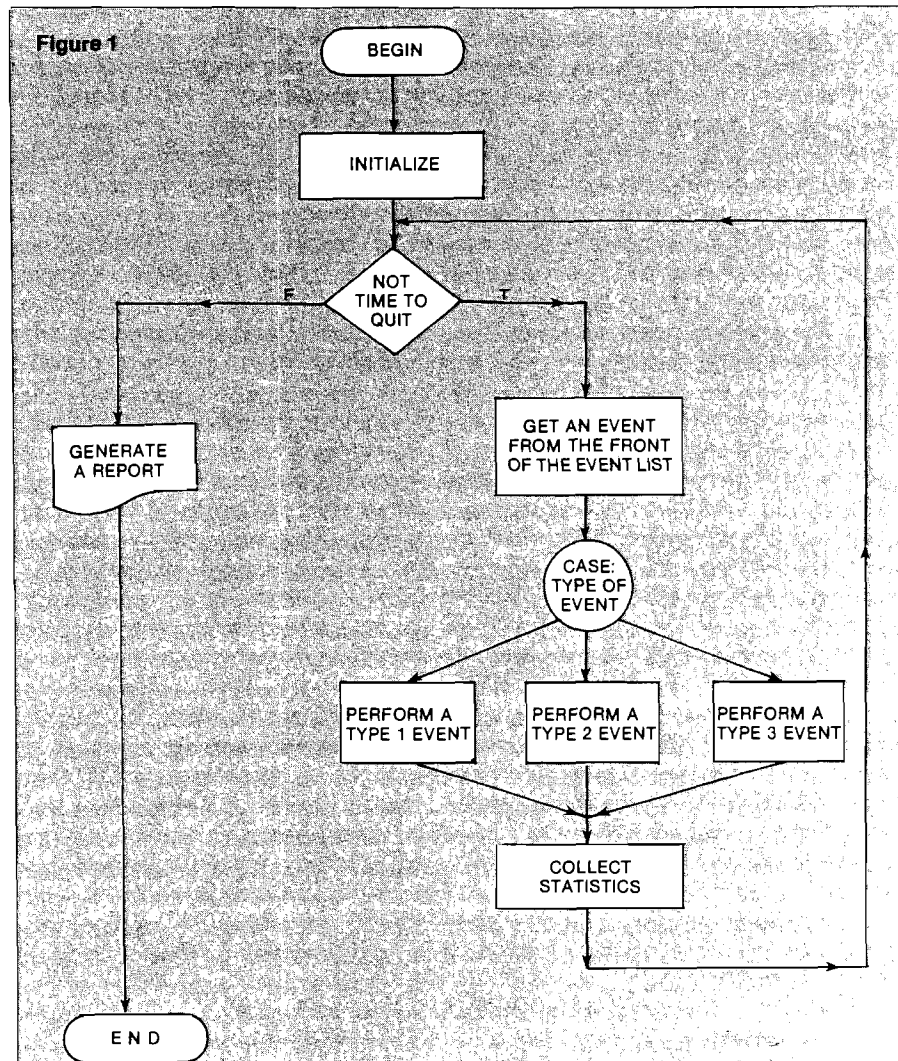 Figure 1
BEGIN
INITIALIZE
NOT
TIME TO
QUIT
F
T
GENERATE
A REPORT
GET AN EVENT
FROM THE FRONT
OF THE EVENT LIST
CASE:
TYPE OF
EVENT
PERFORM A
TYPE 1 EVENT
PERFORM A
TYPE 2 EVENT
PERFORM A
TYPE 3 EVENT
COLLECT
STATISTICS
END